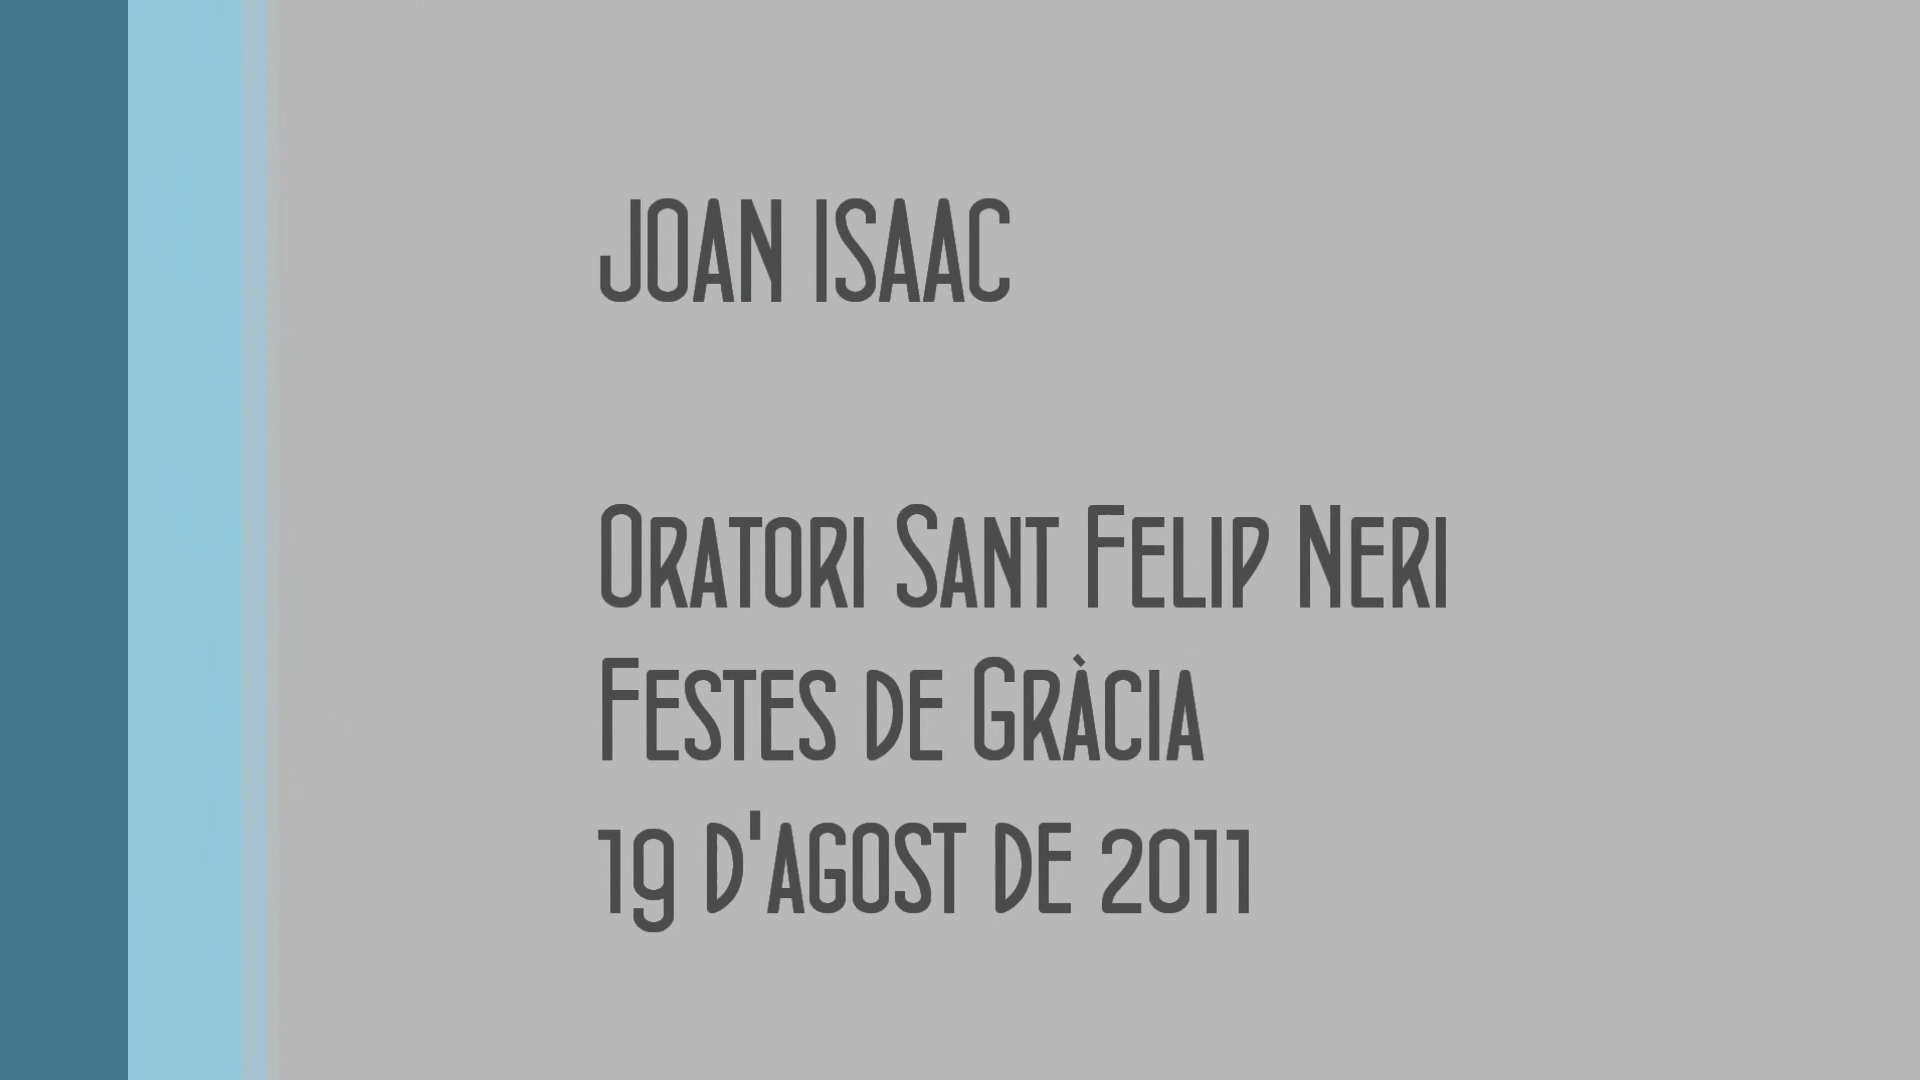 JOAN ISAAC
Oratori Sant Felip Neri
Festes de Gràcia
19 d'agost de 2011